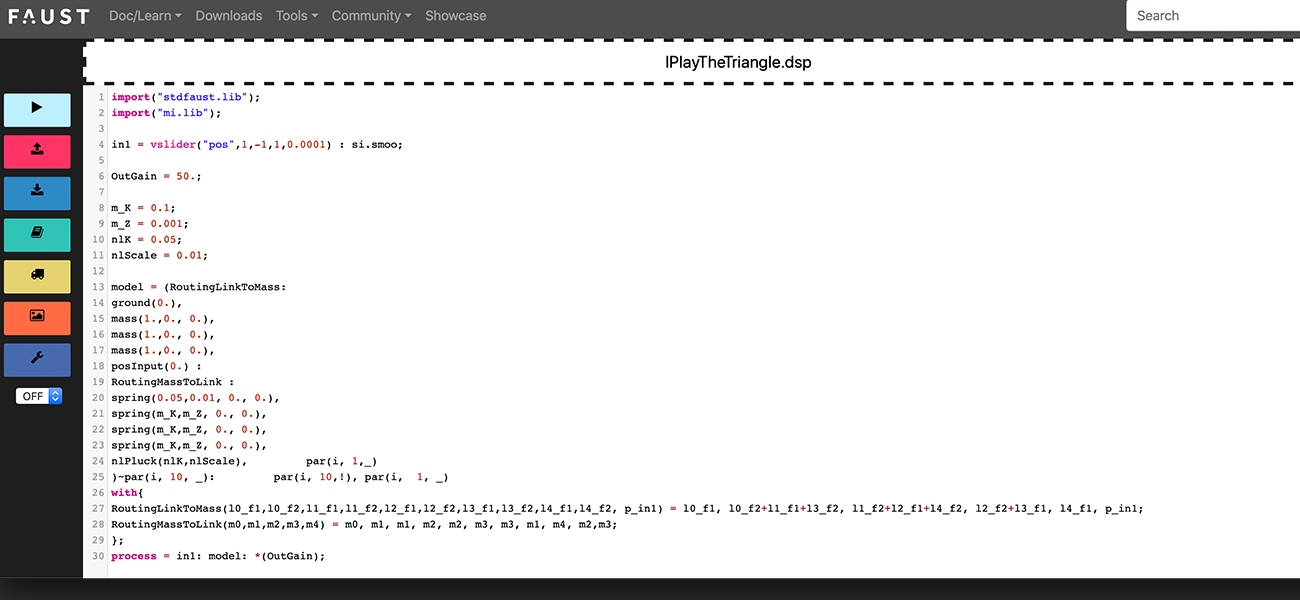 FAUST Doc/Learn Downloads Tools Community Showcase Search
IPlayTheTriangle.dsp
1 import("stdfaust.lib");
2 import("mi.lib");
3
4 in1 = vslider("pos",1,-1,1,0.0001) : si.smoo;
5
6 OutGain = 50.;
7
8 m_K = 0.1;
9 m_Z = 0.001;
10 nlK = 0.05;
11 nlScale = 0.01;
12
13 model = (RoutingLinkToMass:
14 ground(0.),
15 mass(1.,0., 0.),
16 mass(1.,0., 0.),
17 mass(1.,0., 0.),
18 posInput(0.) :
19 RoutingMassToLink :
20 spring(0.05,0.01, 0., 0.),
21 spring(m_K,m_Z, 0., 0.),
22 spring(m_K,m_Z, 0., 0.),
23 spring(m_K,m_Z, 0., 0.),
24 nlPluck(nlK,nlScale),         par(i, 1,_)
25 )~par(i, 10, _):         par(i, 10,!), par(i,  1, _)
26 with{
27 RoutingLinkToMass(l0_f1,l0_f2,l1_f1,l1_f2,l2_f1,l2_f2,l3_f1,l3_f2,l4_f1,l4_f2, p_in1) = l0_f1, l0_f2+l1_f1+l3_f2, l1_f2+l2_f1+l4_f2, l2_f2+l3_f1, l4_f1, p_in1;
28 RoutingMassToLink(m0,m1,m2,m3,m4) = m0, m1, m1, m2, m2, m3, m3, m1, m4, m2,m3;
29 };
30 process = in1: model: *(OutGain);
OFF